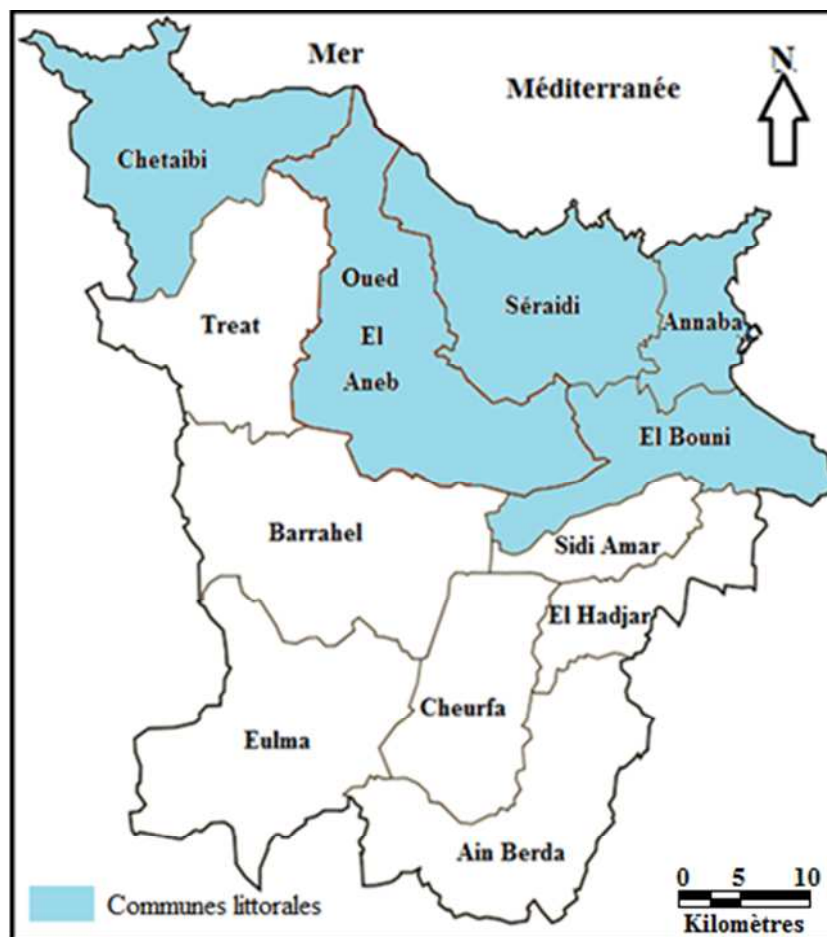 Mer
Méditerranée
N
Chetaibi
Oued
El
Aneb
Treat
Séraidi
Annaba
El Bouni
Barrahel
Sidi Amar
El Hadjar
Cheurfa
Eulma
Ain Berda
Communes littorales
0 5 10
Kilomètres